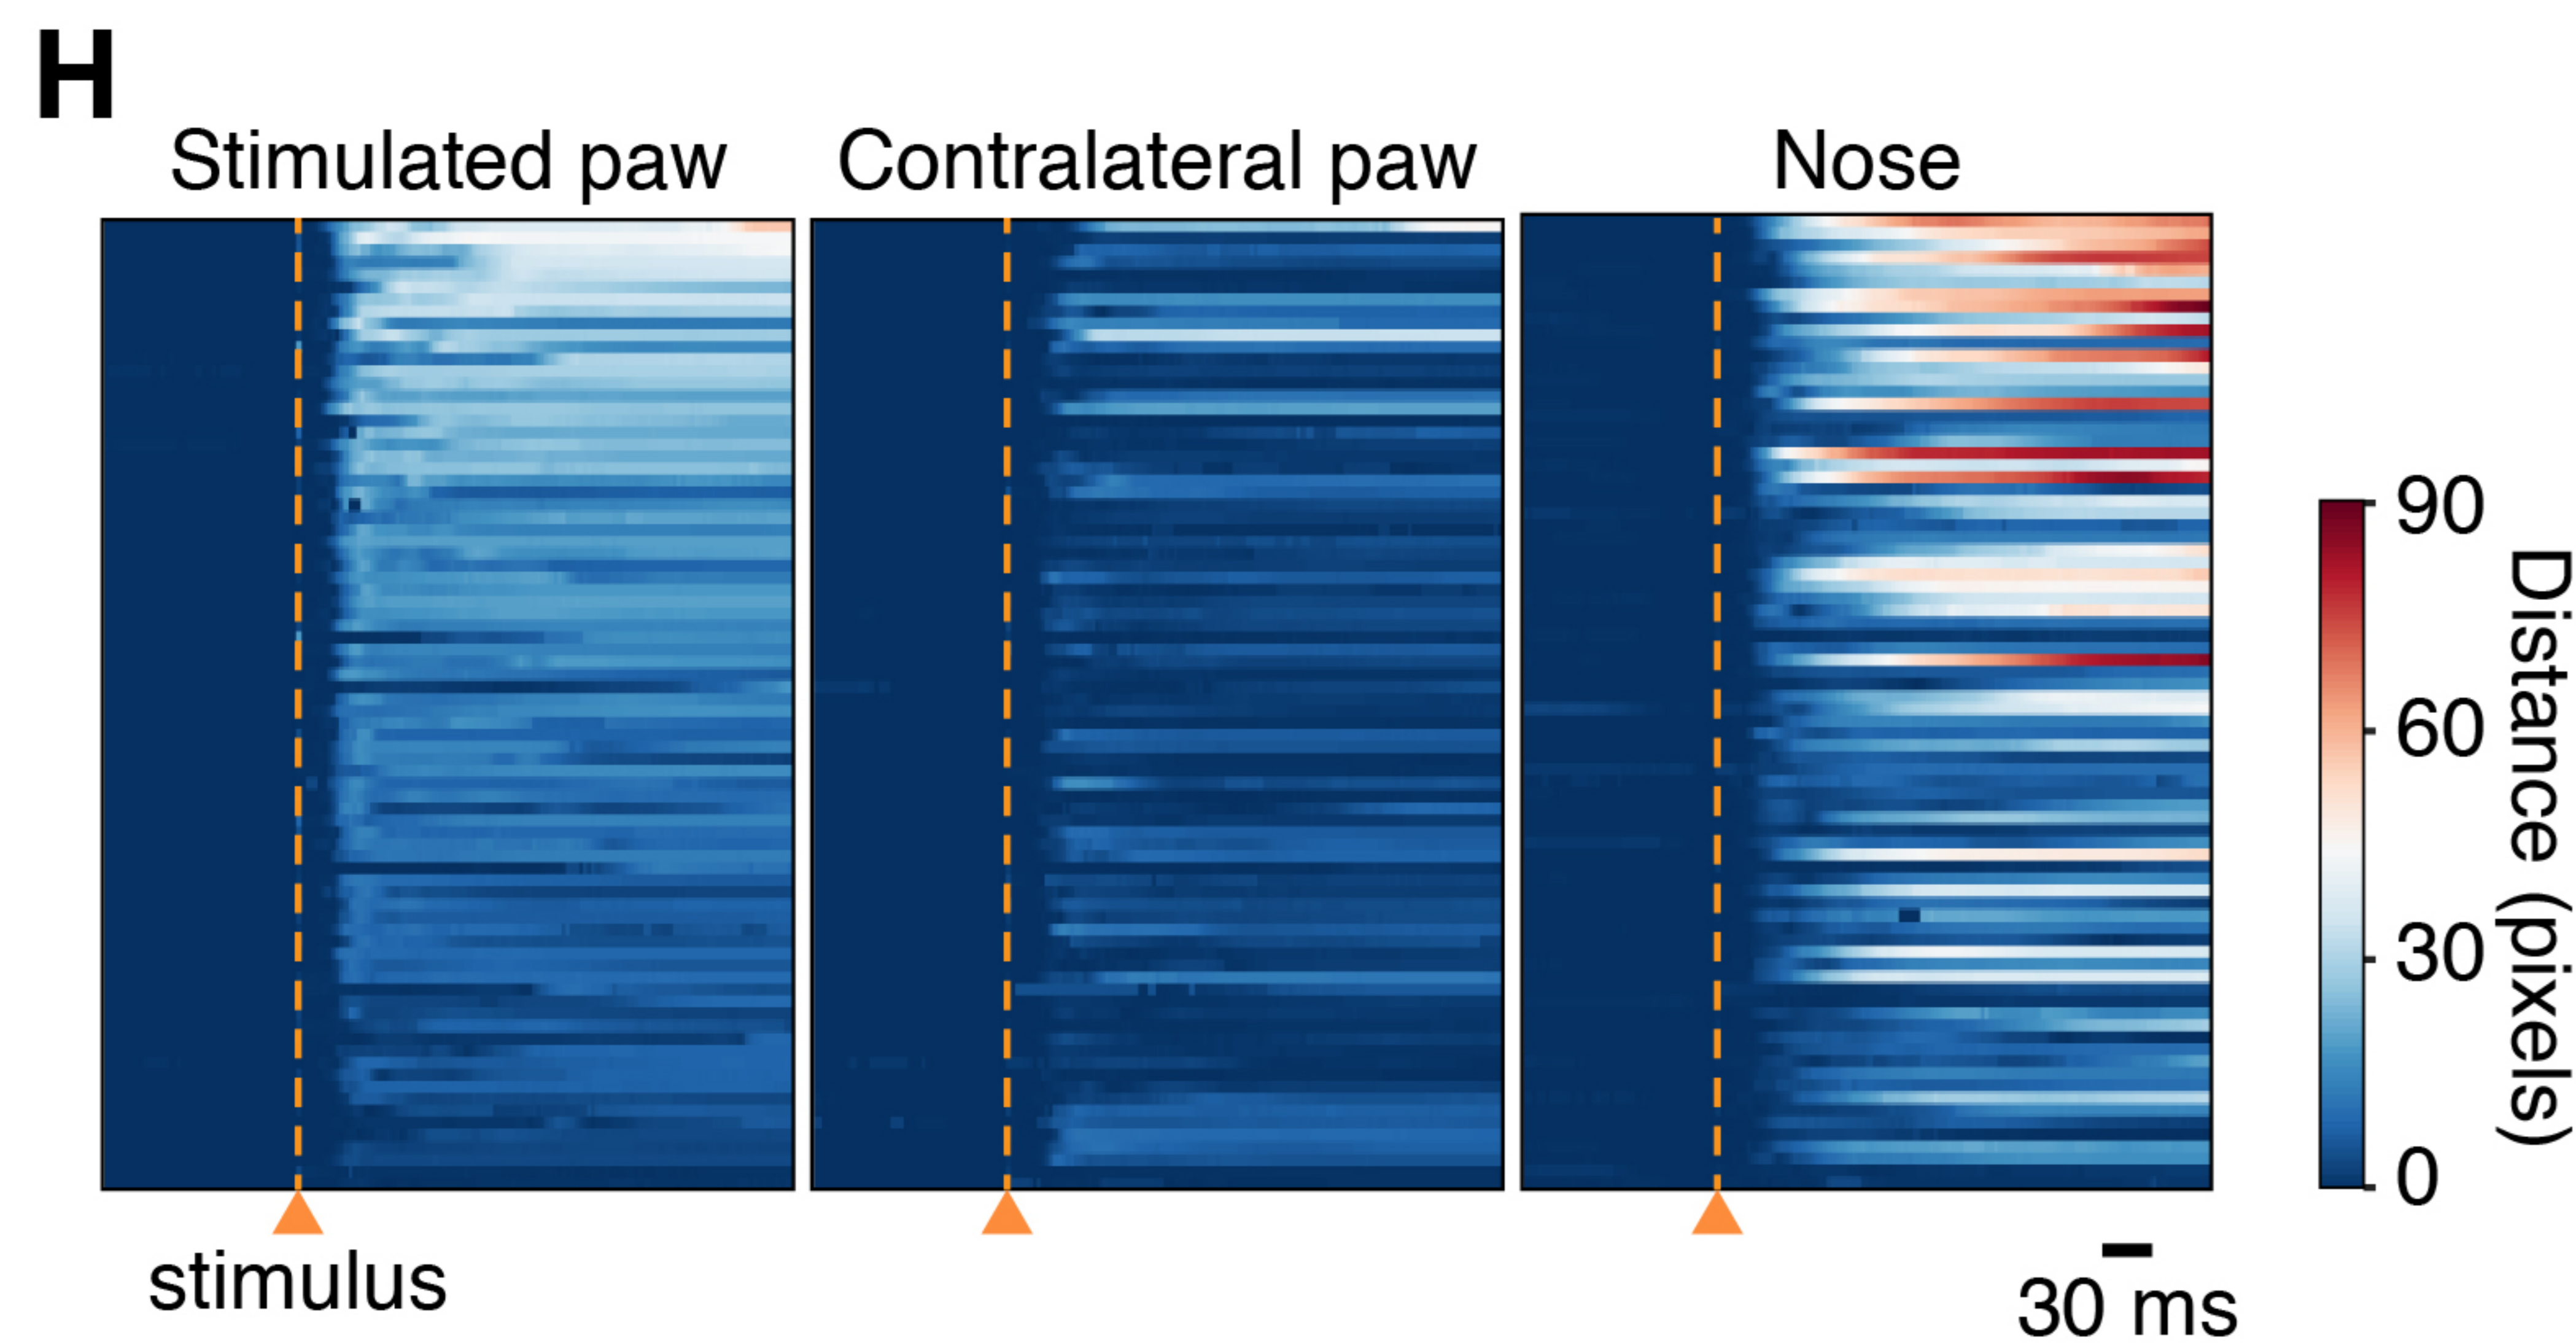 H
Stimulated paw
Contralateral paw
Nose
90
60
30
0
Distance (pixels)
stimulus
30 ms